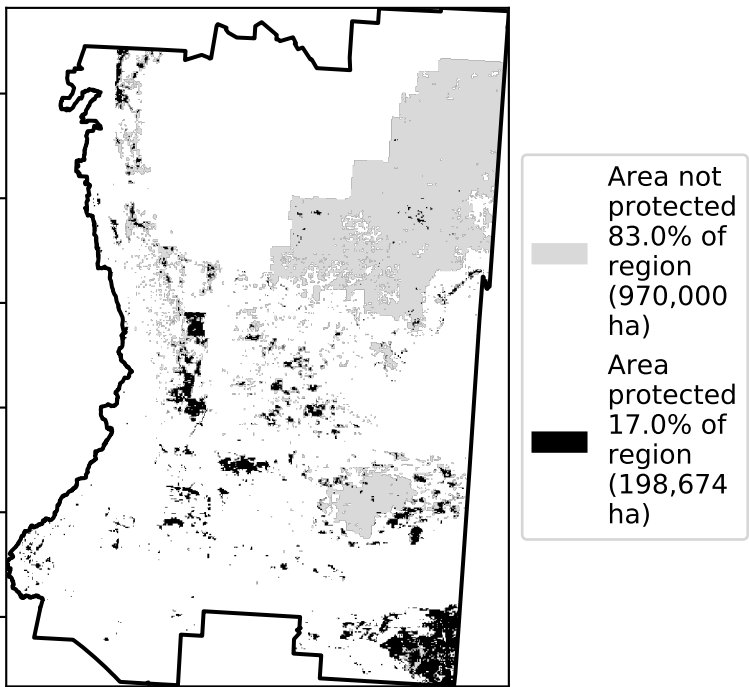 Area not
protected
83.0% of
region
(970,000
ha)
Area
protected
17.0% of
region
(198,674
ha)